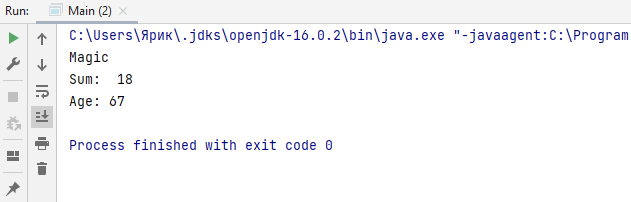 Run: Main (2)
C:\Users\Ярик\.jdks\openjdk-16.0.2\bin\java.exe "-javaagent:C:\Program
Magic
Sum:  18
Age: 67
Process finished with exit code 0